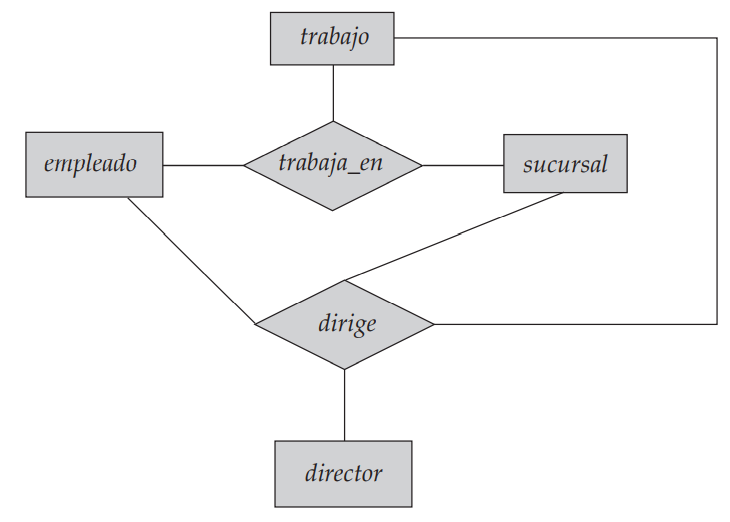 trabajo
empleado
trabaja_en
sucursal
dirige
director